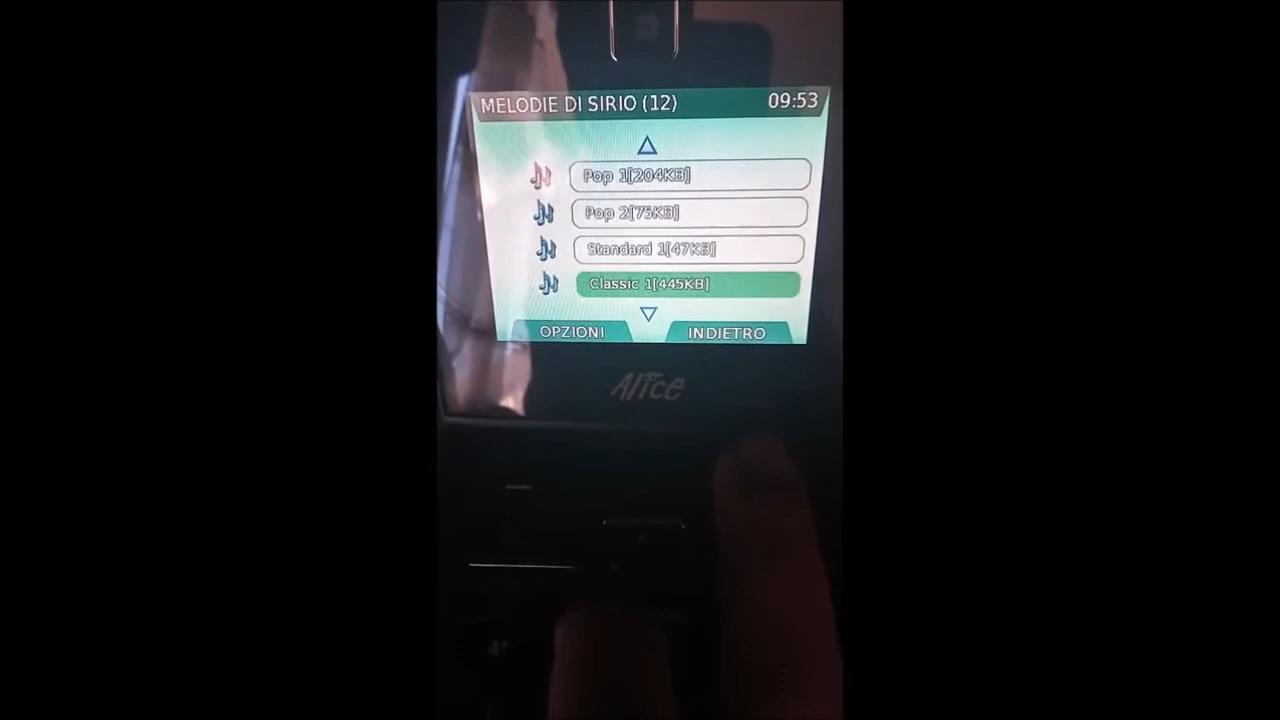 MELODIE DI SIRIO (12) 09:53
Pop 1[204KB]
Pop 2[75KB]
Standard 1[47KB]
Classic 1[445KB]
OPZIONI INDIETRO
Alice